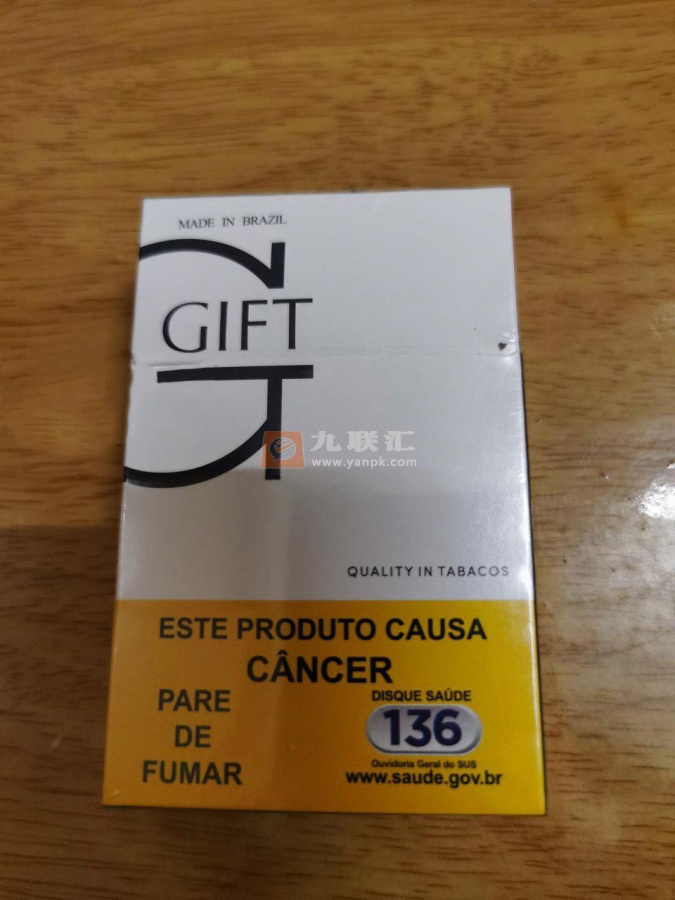 MADE IN BRAZIL
G
GIFT
九联汇
www.yanpk.com
QUALITY IN TABACOS
ESTE PRODUTO CAUSA
CÂNCER
PARE
DE
FUMAR
DISQUE SAÚDE
136
Ouvidoria Geral do SUS
www.saude.gov.br